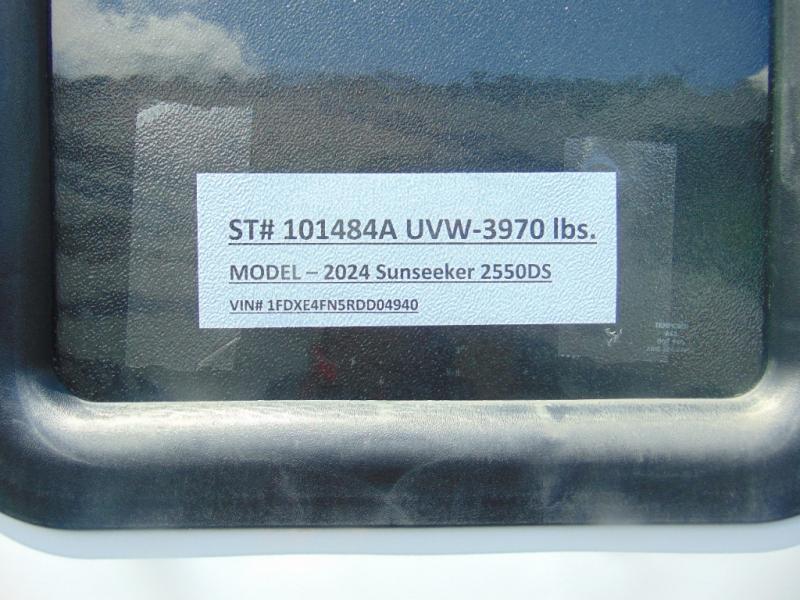 ST# 101484A UVW-3970 lbs.
MODEL – 2024 Sunseeker 2550DS
VIN# 1FDXE4FN5RDD04940